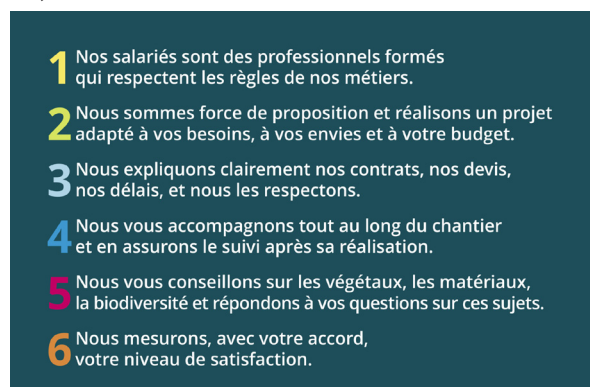 1 Nos salariés sont des professionnels formés
qui respectent les règles de nos métiers.
2 Nous sommes force de proposition et réalisons un projet
adapté à vos besoins, à vos envies et à votre budget.
3 Nous expliquons clairement nos contrats, nos devis,
nos délais, et nous les respectons.
4 Nous vous accompagnons tout au long du chantier
et en assurons le suivi après sa réalisation.
5 Nous vous conseillons sur les végétaux, les matériaux,
la biodiversité et répondons à vos questions sur ces sujets.
6 Nous mesurons, avec votre accord,
votre niveau de satisfaction.